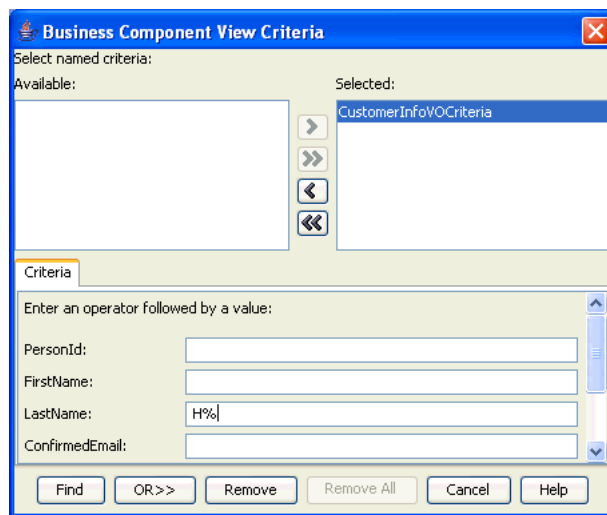 Business Component View Criteria
Select named criteria:
Available:
Selected:
CustomerInfoVOCriteria
Criteria
Enter an operator followed by a value:
PersonId:
FirstName:
LastName: H%
ConfirmedEmail:
Find OR>> Remove Remove All Cancel Help